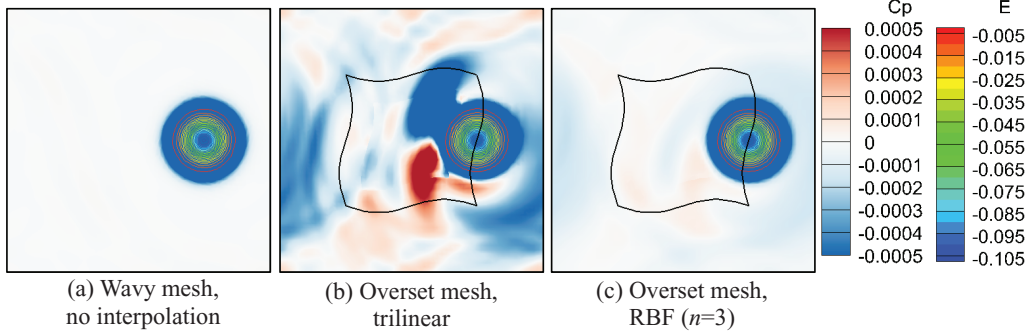 Cp
E
0.0005
0.0004
0.0003
0.0002
0.0001
0
-0.0001
-0.0002
-0.0003
-0.0004
-0.0005
-0.005
-0.015
-0.025
-0.035
-0.045
-0.055
-0.065
-0.075
-0.085
-0.095
-0.105
(a) Wavy mesh,
no interpolation
(b) Overset mesh,
trilinear
(c) Overset mesh,
RBF (n=3)